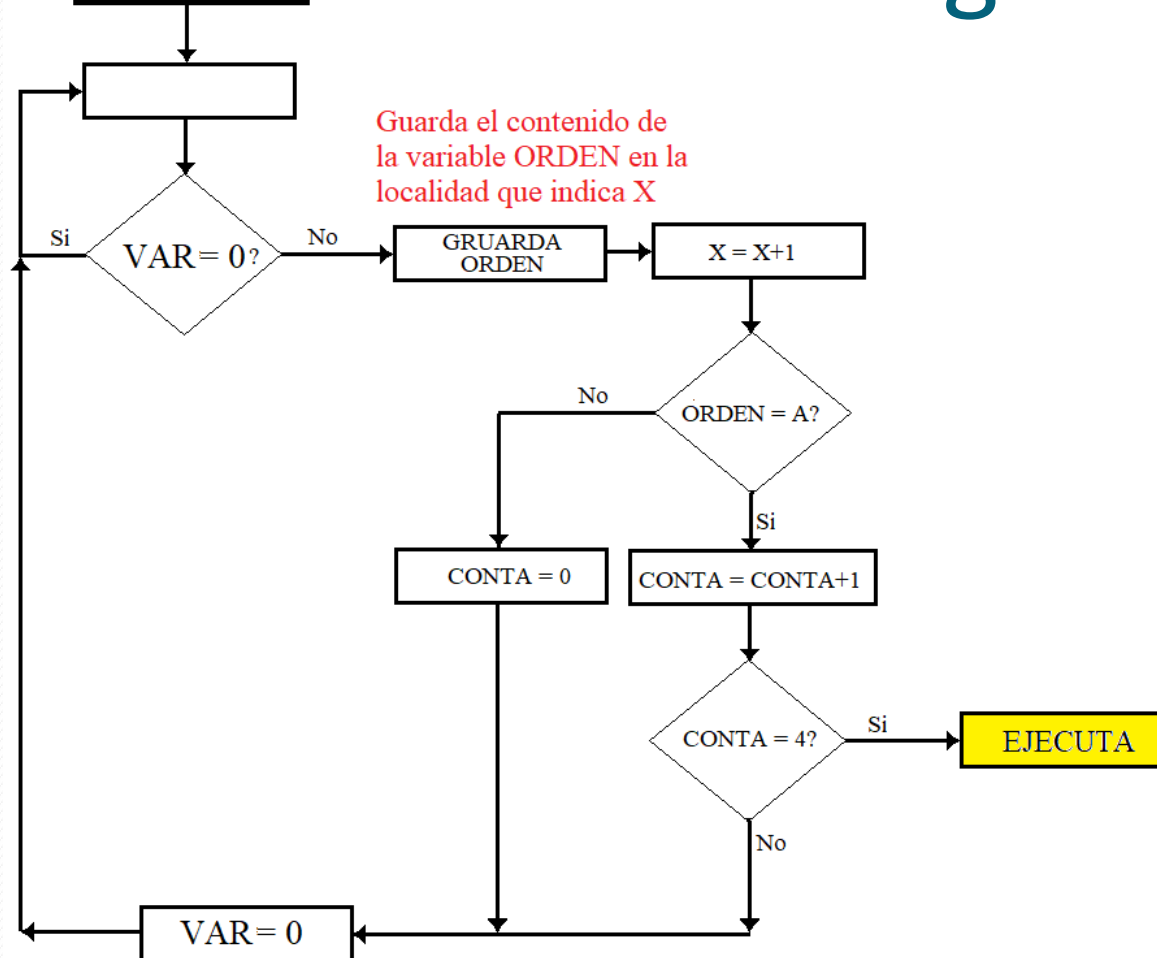 Guarda el contenido de
la variable ORDEN en la
localidad que indica X
Si
VAR= 0?
No
GRUARDA
ORDEN
X = X+1
No
ORDEN = A?
Si
CONTA = 0
CONTA = CONTA+1
CONTA = 4?
Si
EJECUTA
No
VAR= 0